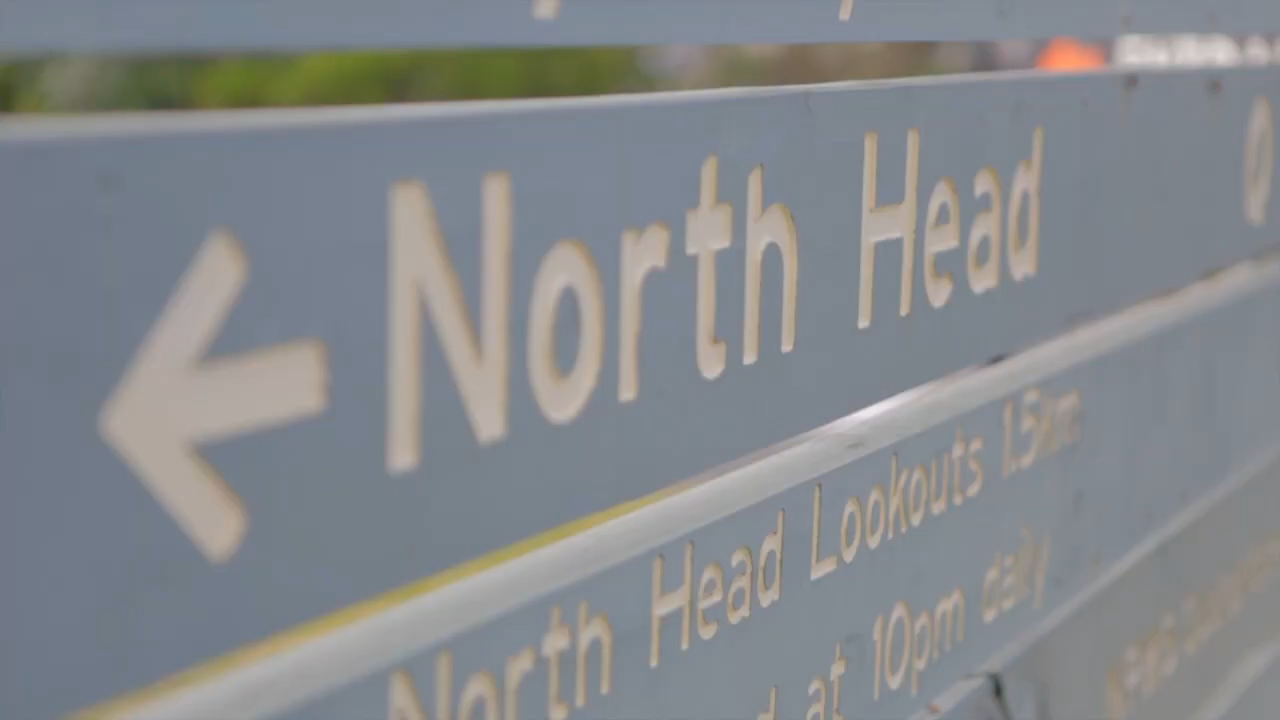 ← North Head
North Head Lookouts 1.5km
at 10pm daily